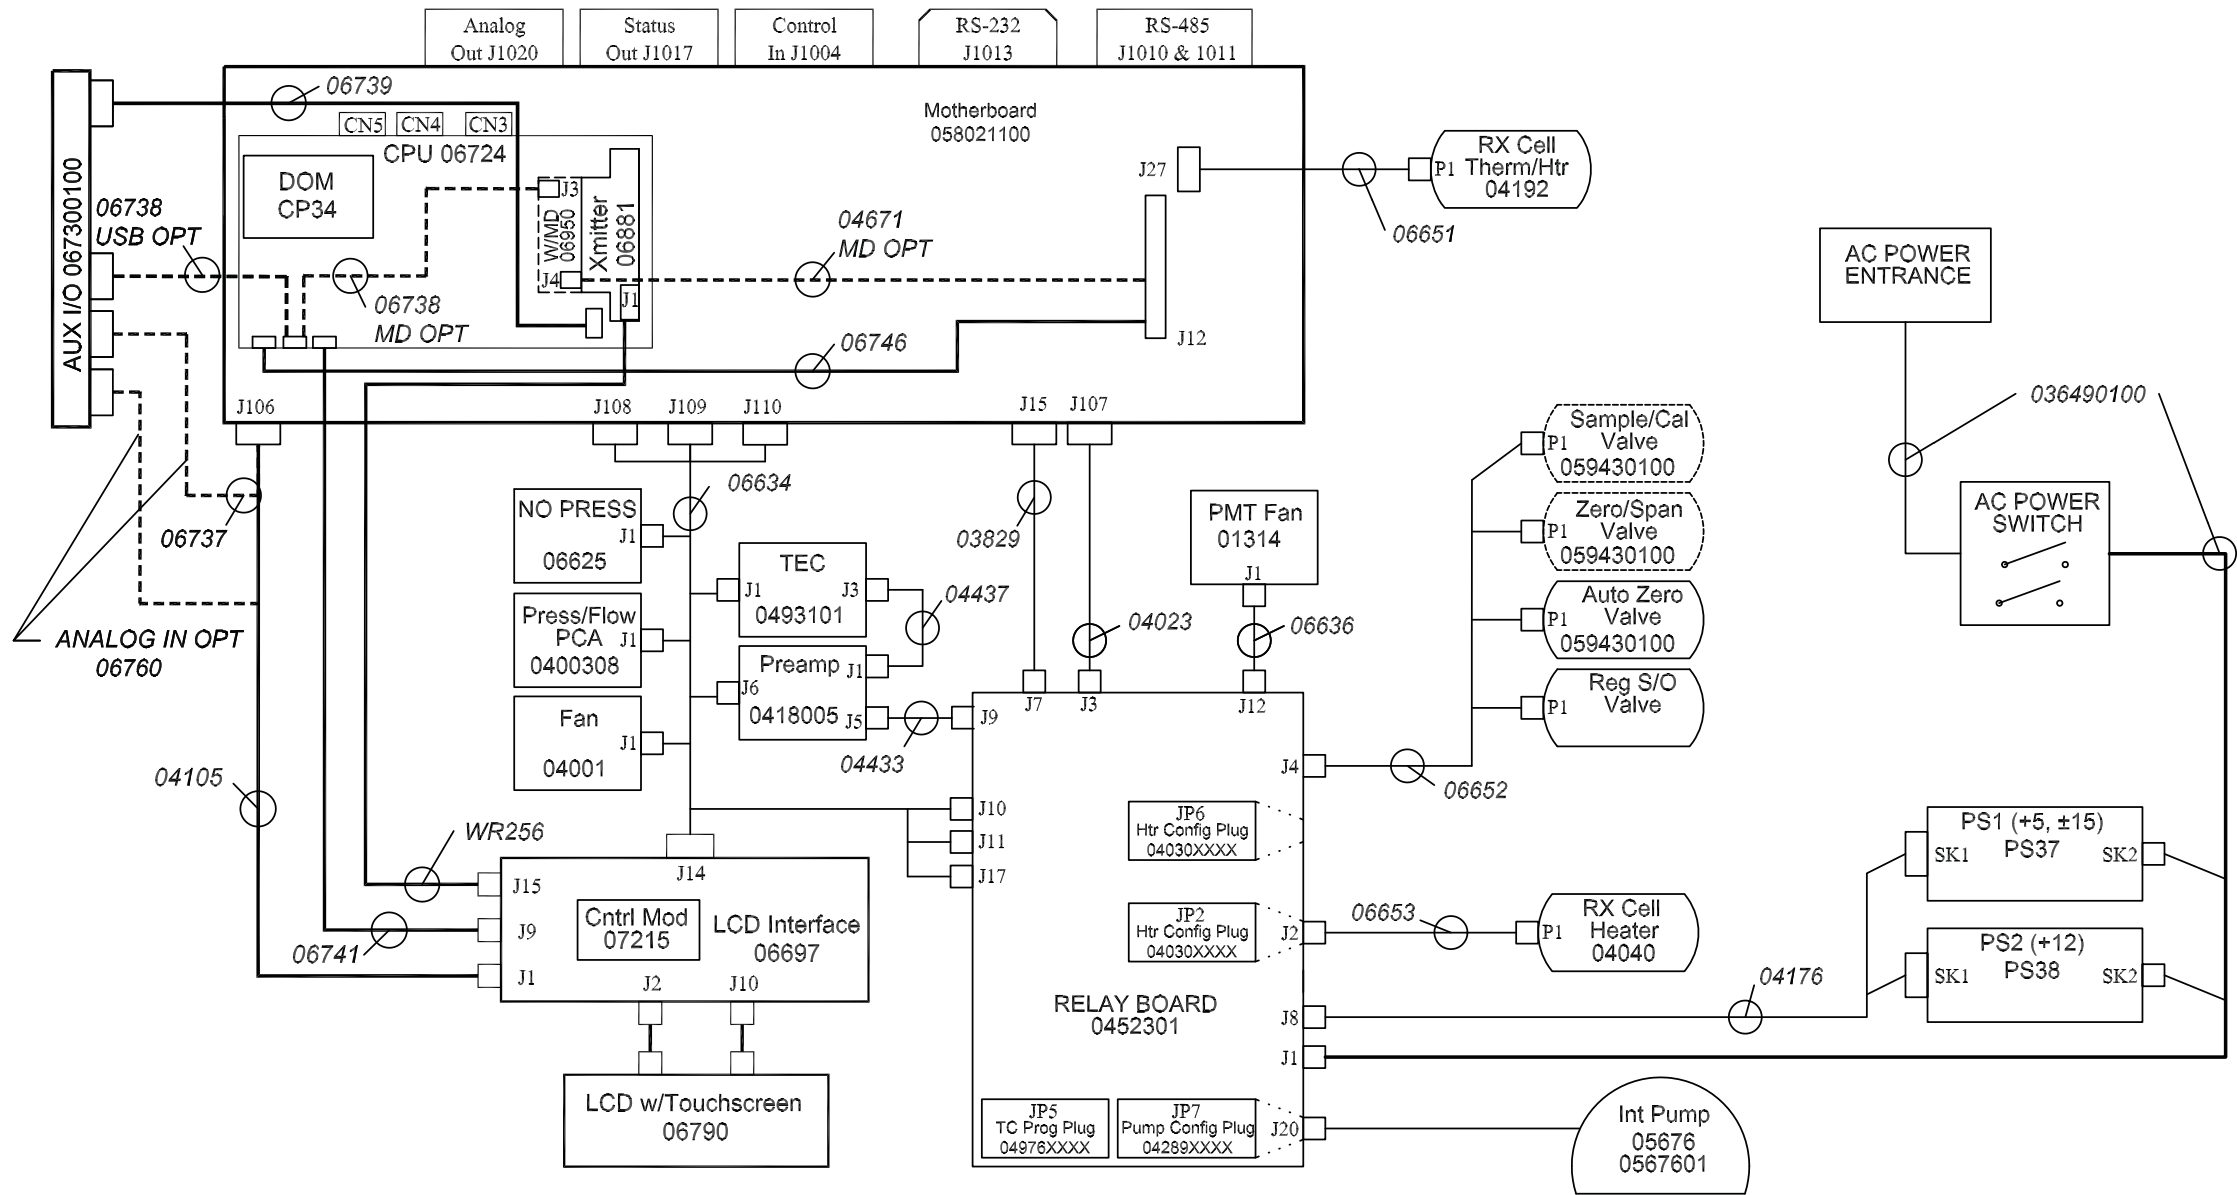 Analog
Out J1020
Status
Out J1017
Control
In J1004
RS-232
J1013
RS-485
J1010 & 1011
06739
AUX I/O 067300100
CN5
CN4
CN3
CPU 06724
DOM
CP34
Motherboard
058021100
J27
J12
06738
USB OPT
06738
MD OPT
J3
W/MD
06950
J4
Xmitter
06881
J1
04671
MD OPT
06746
P1
RX Cell
Therm/Htr
04192
06651
AC POWER
ENTRANCE
036490100
AC POWER
SWITCH
J106
J108
J109
J110
J15
J107
06737
ANALOG IN OPT
06760
04105
06634
NO PRESS
J1
06625
Press/Flow
PCA
J1
0400308
Fan
J1
04001
TEC
J1
J3
0493101
04437
Preamp
J1
J6
0418005
J5
04433
03829
04023
PMT Fan
01314
J1
06636
Sample/Cal
Valve
P1
059430100
Zero/Span
Valve
P1
059430100
Auto Zero
Valve
P1
059430100
Reg S/O
Valve
P1
06652
J7
J3
J12
J9
J4
J10
J11
J17
JP6
Htr Config Plug
04030XXXX
JP2
Htr Config Plug
04030XXXX
J2
06653
P1
RX Cell
Heater
04040
RELAY BOARD
0452301
J8
J1
04176
PS1 (+5, ±15)
PS37
SK1
SK2
PS2 (+12)
PS38
SK1
SK2
JP5
TC Prog Plug
04976XXXX
JP7
Pump Config Plug
04289XXXX
J20
Int Pump
05676
0567601
WR256
06741
J14
J15
J9
J1
Cntrl Mod
07215
LCD Interface
06697
J2
J10
LCD w/Touchscreen
06790